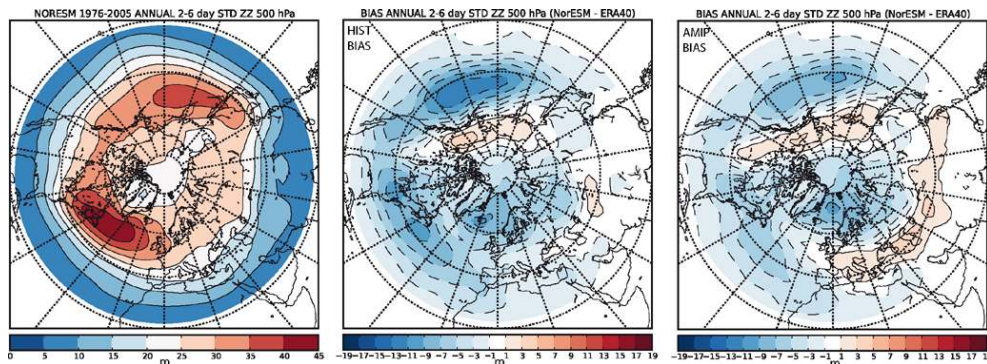 NORESM 1976-2005 ANNUAL 2-6 day STD ZZ 500 hPa
BIAS ANNUAL 2-6 day STD ZZ 500 hPa (NorESM - ERA40)
BIAS ANNUAL 2-6 day STD ZZ 500 hPa (NorESM - ERA40)
HIST
BIAS
AMIP
BIAS
0 5 10 15 20 25 30 35 40 45
m
-19-17-15-13-11 -9 -7 -5 -3 -1 1 3 5 7 9 11 13 15 17 19
m
-19-17-15-13-11 -9 -7 -5 -3 -1 1 3 5 7 9 11 13 15 17 1
m